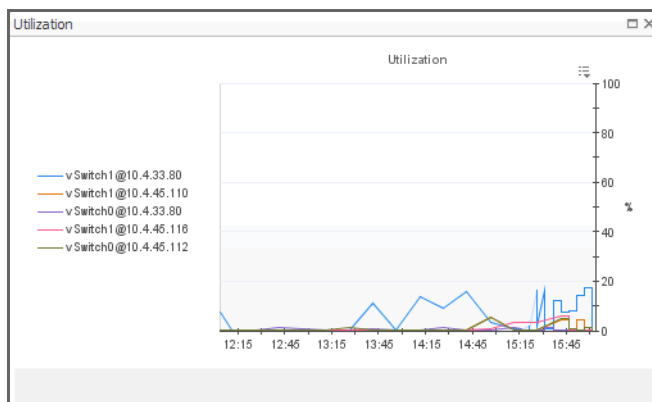 Utilization
Utilization
100
80
60
%
40
20
0
vSwitch1@10.4.33.80
vSwitch1@10.4.45.110
vSwitch0@10.4.33.80
vSwitch1@10.4.45.116
vSwitch0@10.4.45.112
12:15 12:45 13:15 13:45 14:15 14:45 15:15 15:45